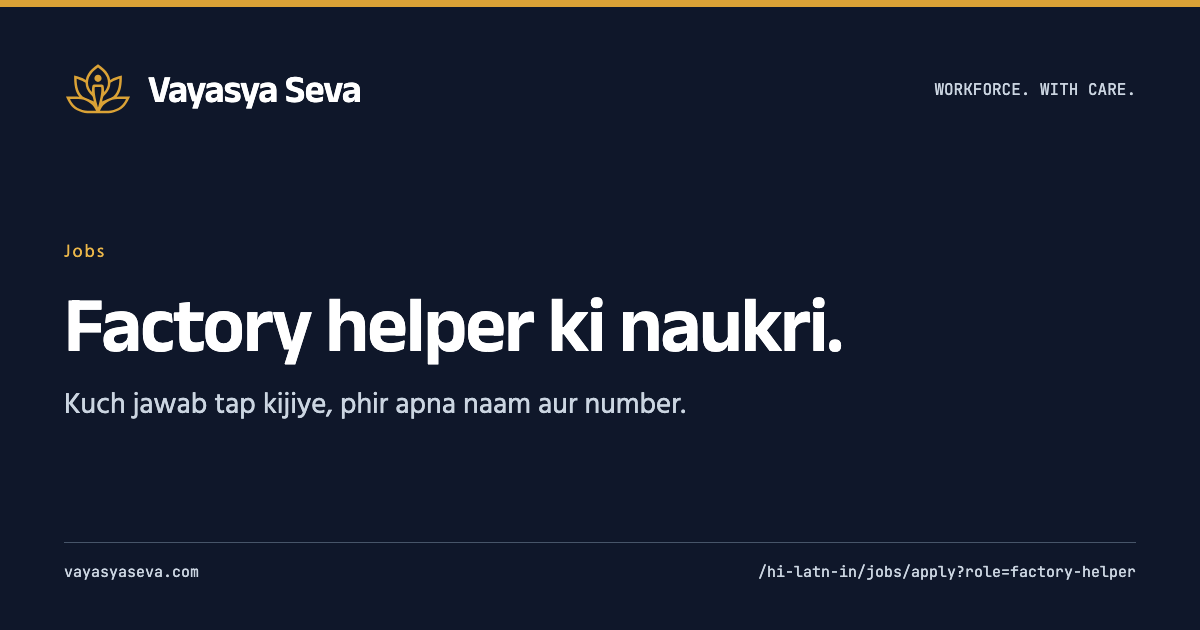 Vayasya Seva
WORKFORCE. WITH CARE.
Jobs
Factory helper ki naukri.
Kuch jawab tap kijiye, phir apna naam aur number.
vayasyaseva.com
/hi-latn-in/jobs/apply?role=factory-helper